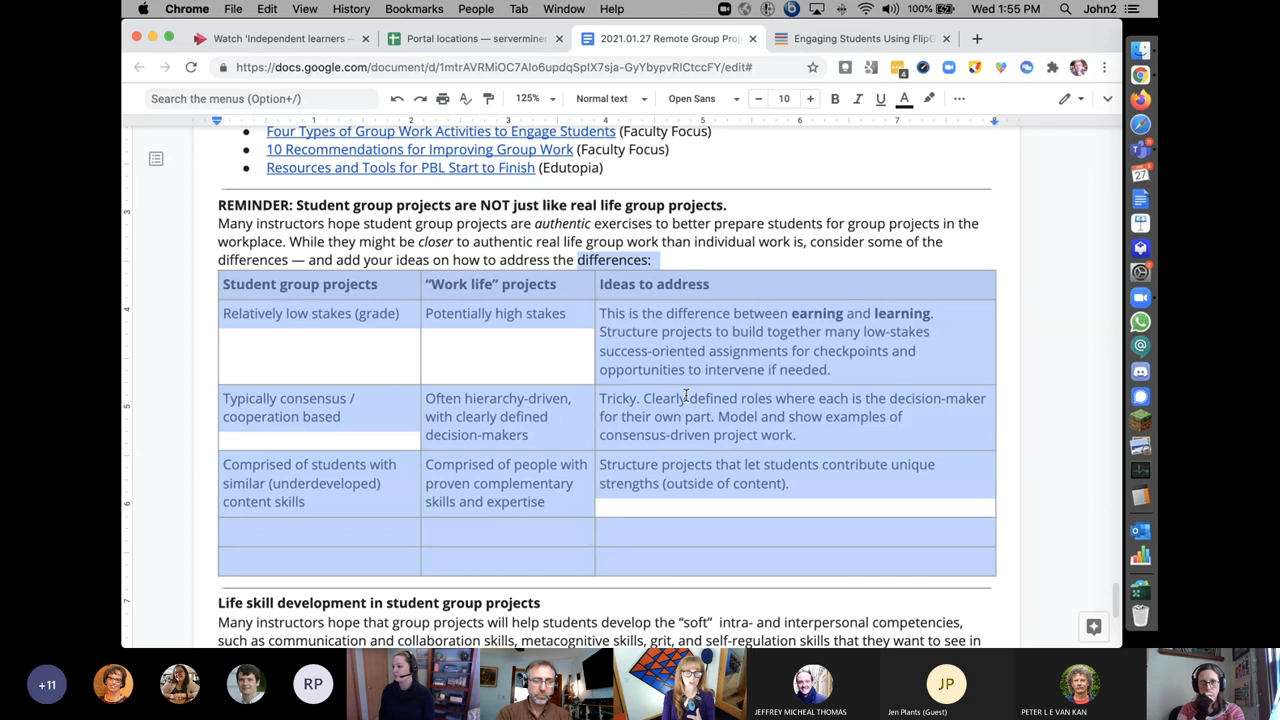 Chrome File Edit View History Bookmarks People Tab Window Help 100% Wed 1:55 PM John2
Watch 'Independent learners — Portal locations — serverminer 2021.01.27 Remote Group Proj Engaging Students Using FlipG
Search the menus (Option+/) 125% Normal text Open Sans 10 B I U A
1 2 3 4 5 6 7 8
Four Types of Group Work Activities to Engage Students (Faculty Focus)
10 Recommendations for Improving Group Work (Faculty Focus)
Resources and Tools for PBL Start to Finish (Edutopia)
REMINDER: Student group projects are NOT just like real life group projects.
Many instructors hope student group projects are authentic exercises to better prepare students for group projects in the
workplace. While they might be closer to authentic real life group work than individual work is, consider some of the
differences — and add your ideas on how to address the differences:
Student group projects
“Work life” projects
Ideas to address
Relatively low stakes (grade)
Potentially high stakes
This is the difference between earning and learning.
Structure projects to build together many low-stakes
success-oriented assignments for checkpoints and
opportunities to intervene if needed.
Typically consensus /
cooperation based
Often hierarchy-driven,
with clearly defined
decision-makers
Tricky. Clearly defined roles where each is the decision-maker
for their own part. Model and show examples of
consensus-driven project work.
Comprised of students with
similar (underdeveloped)
content skills
Comprised of people with
proven complementary
skills and expertise
Structure projects that let students contribute unique
strengths (outside of content).
Life skill development in student group projects
Many instructors hope that group projects will help students develop the “soft” intra- and interpersonal competencies,
such as communication and collaboration skills, metacognitive skills, grit, and self-regulation skills that they want to see in
+11
RP
JEFFREY MICHEAL THOMAS
JP
Jen Plants (Guest)
PETER L E VAN KAN